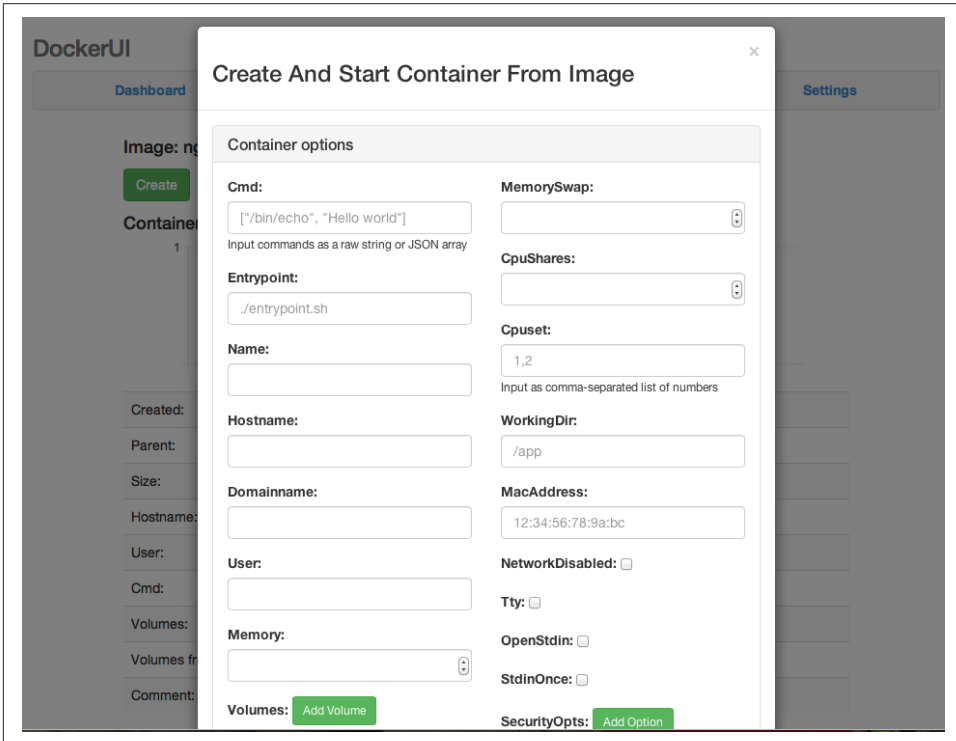 DockerUI
Dashboard
Settings
Image: ng
Create
Container
1
Created:
Parent:
Size:
Hostname:
User:
Cmd:
Volumes:
Volumes fr
Comment:
×
Create And Start Container From Image
Container options
Cmd:
["/bin/echo", "Hello world"]
Input commands as a raw string or JSON array
Entrypoint:
./entrypoint.sh
Name:
Hostname:
Domainname:
User:
Memory:
Volumes: Add Volume
MemorySwap:
CpuShares:
Cpuset:
1,2
Input as comma-separated list of numbers
WorkingDir:
/app
MacAddress:
12:34:56:78:9a:bc
NetworkDisabled:
Tty:
OpenStdin:
StdinOnce:
SecurityOpts: Add Option